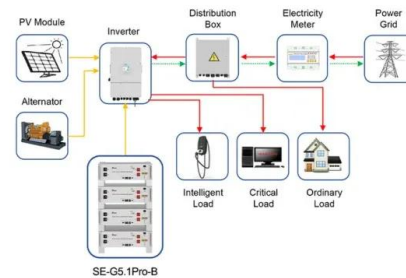 PV Module
Inverter
Distribution
Box
Electricity
Meter
Power
Grid
Alternator
Intelligent
Load
Critical
Load
Ordinary
Load
SE-G5.1Pro-B